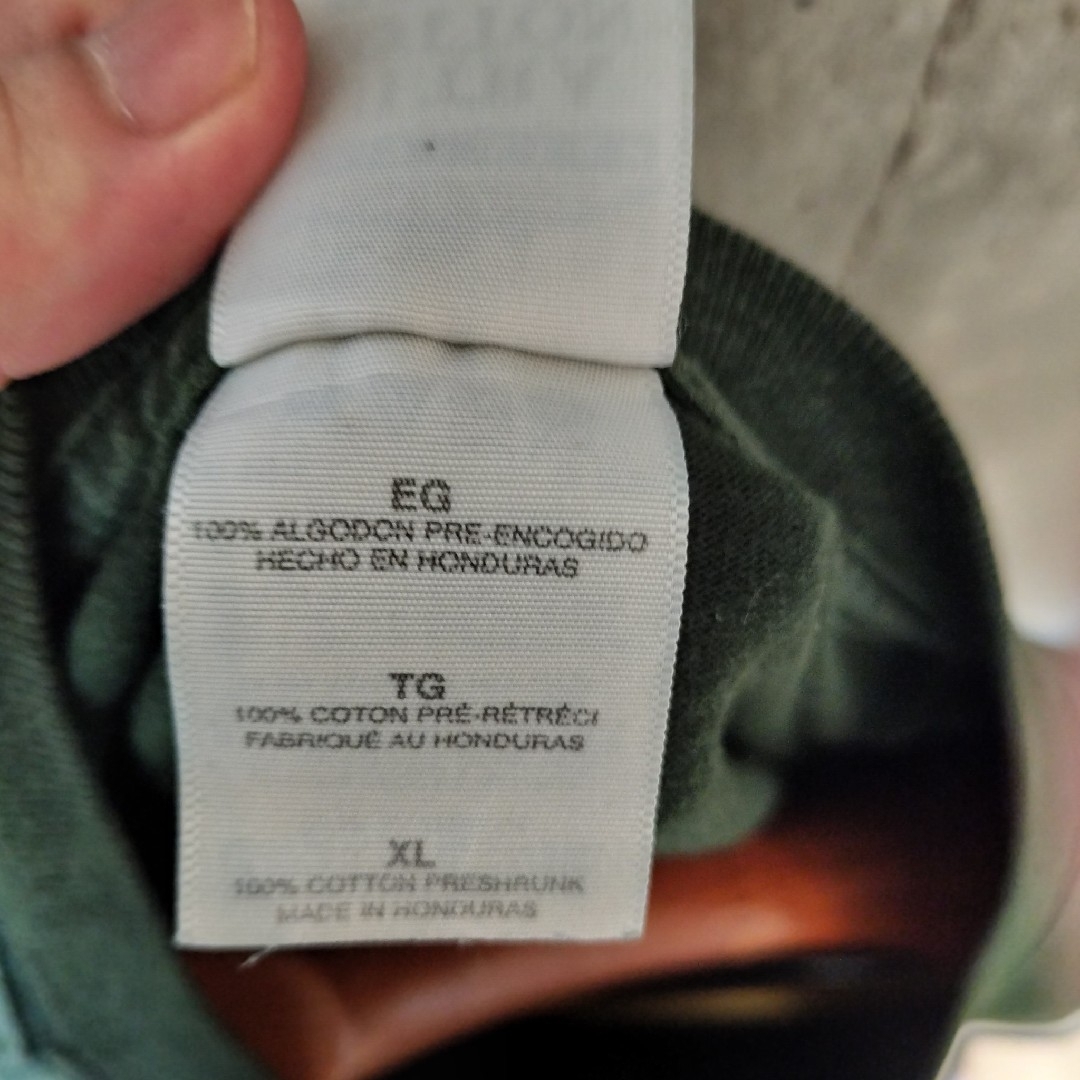 EG
100% ALGODON PRE-ENCOGIDO
HECHO EN HONDURAS
TG
100% COTON PRÉ-RÉTRÉCI
FABRIQUÉ AU HONDURAS
XL
100% COTTON PRESHRUNK
MADE IN HONDURAS